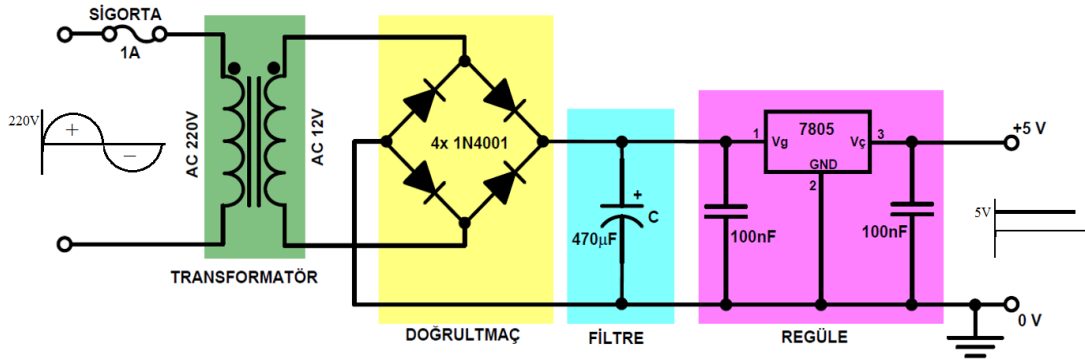 SİGORTA
1A
220V
+
−
AC 220V
AC 12V
TRANSFORMATÖR
4x 1N4001
DOĞRULTMAÇ
+
C
470µF
FİLTRE
1
7805
3
Vg
Vç
GND
2
100nF
100nF
REGÜLE
+5 V
5V
0 V